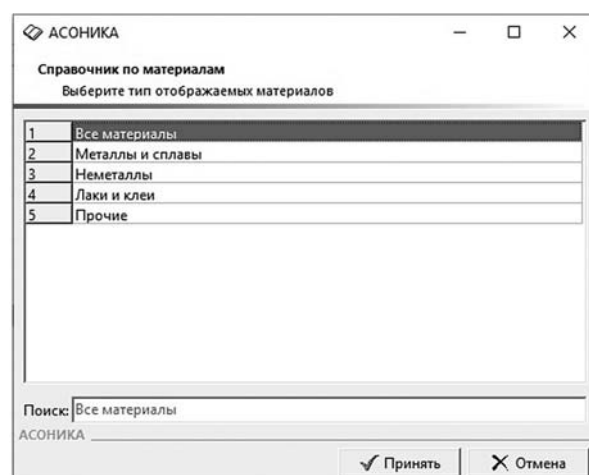 АСОНИКА
Справочник по материалам
Выберите тип отображаемых материалов
1 Все материалы
2 Металлы и сплавы
3 Неметаллы
4 Лаки и клеи
5 Прочие
Поиск: Все материалы
АСОНИКА
Принять Отмена